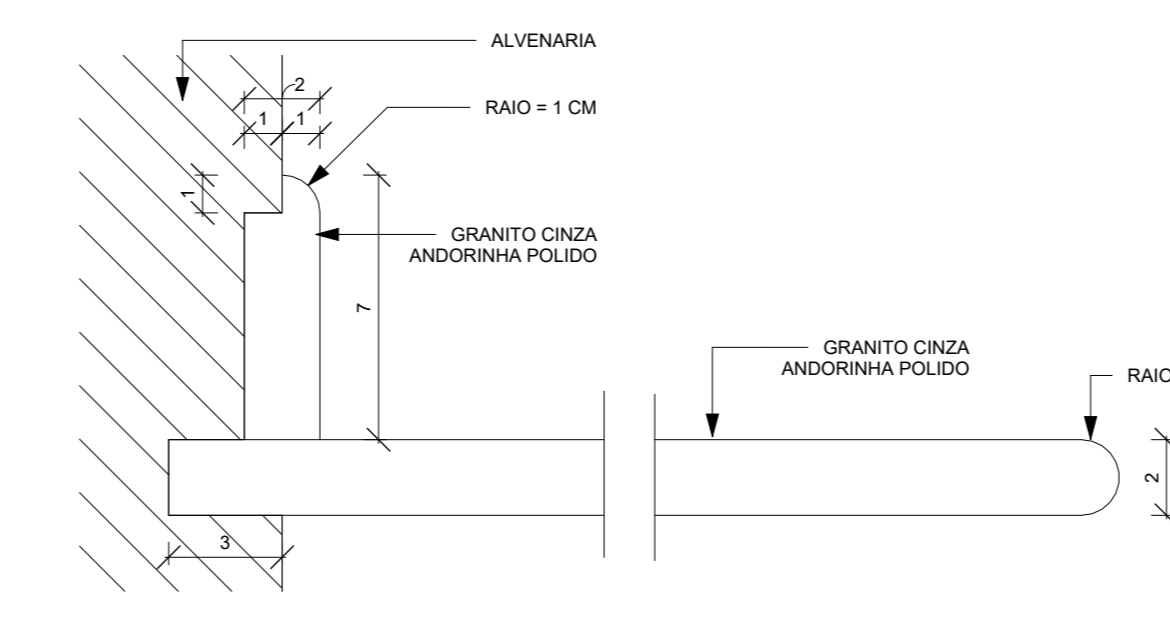 ALVENARIA
2
RAIO = 1 CM
1 1
1
GRANITO CINZA
ANDORINHA POLIDO
7
GRANITO CINZA
ANDORINHA POLIDO
RAIO
2
3